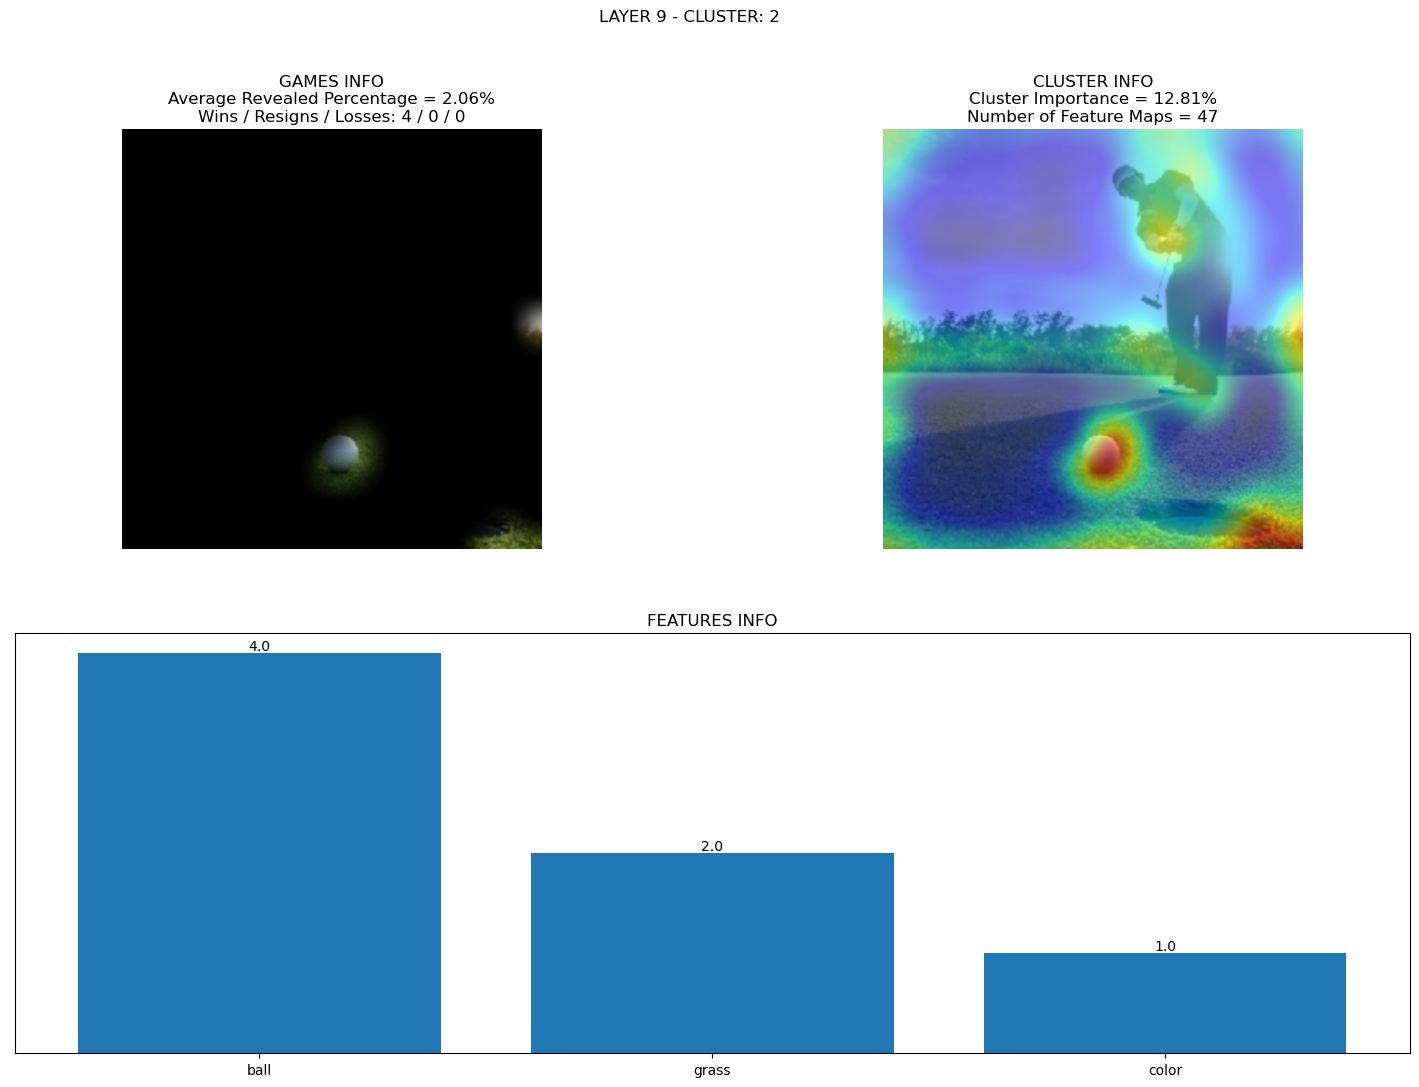 LAYER 9 - CLUSTER: 2
GAMES INFO
Average Revealed Percentage = 2.06%
Wins / Resigns / Losses: 4 / 0 / 0
CLUSTER INFO
Cluster Importance = 12.81%
Number of Feature Maps = 47
FEATURES INFO
4.0
2.0
1.0
ball
grass
color